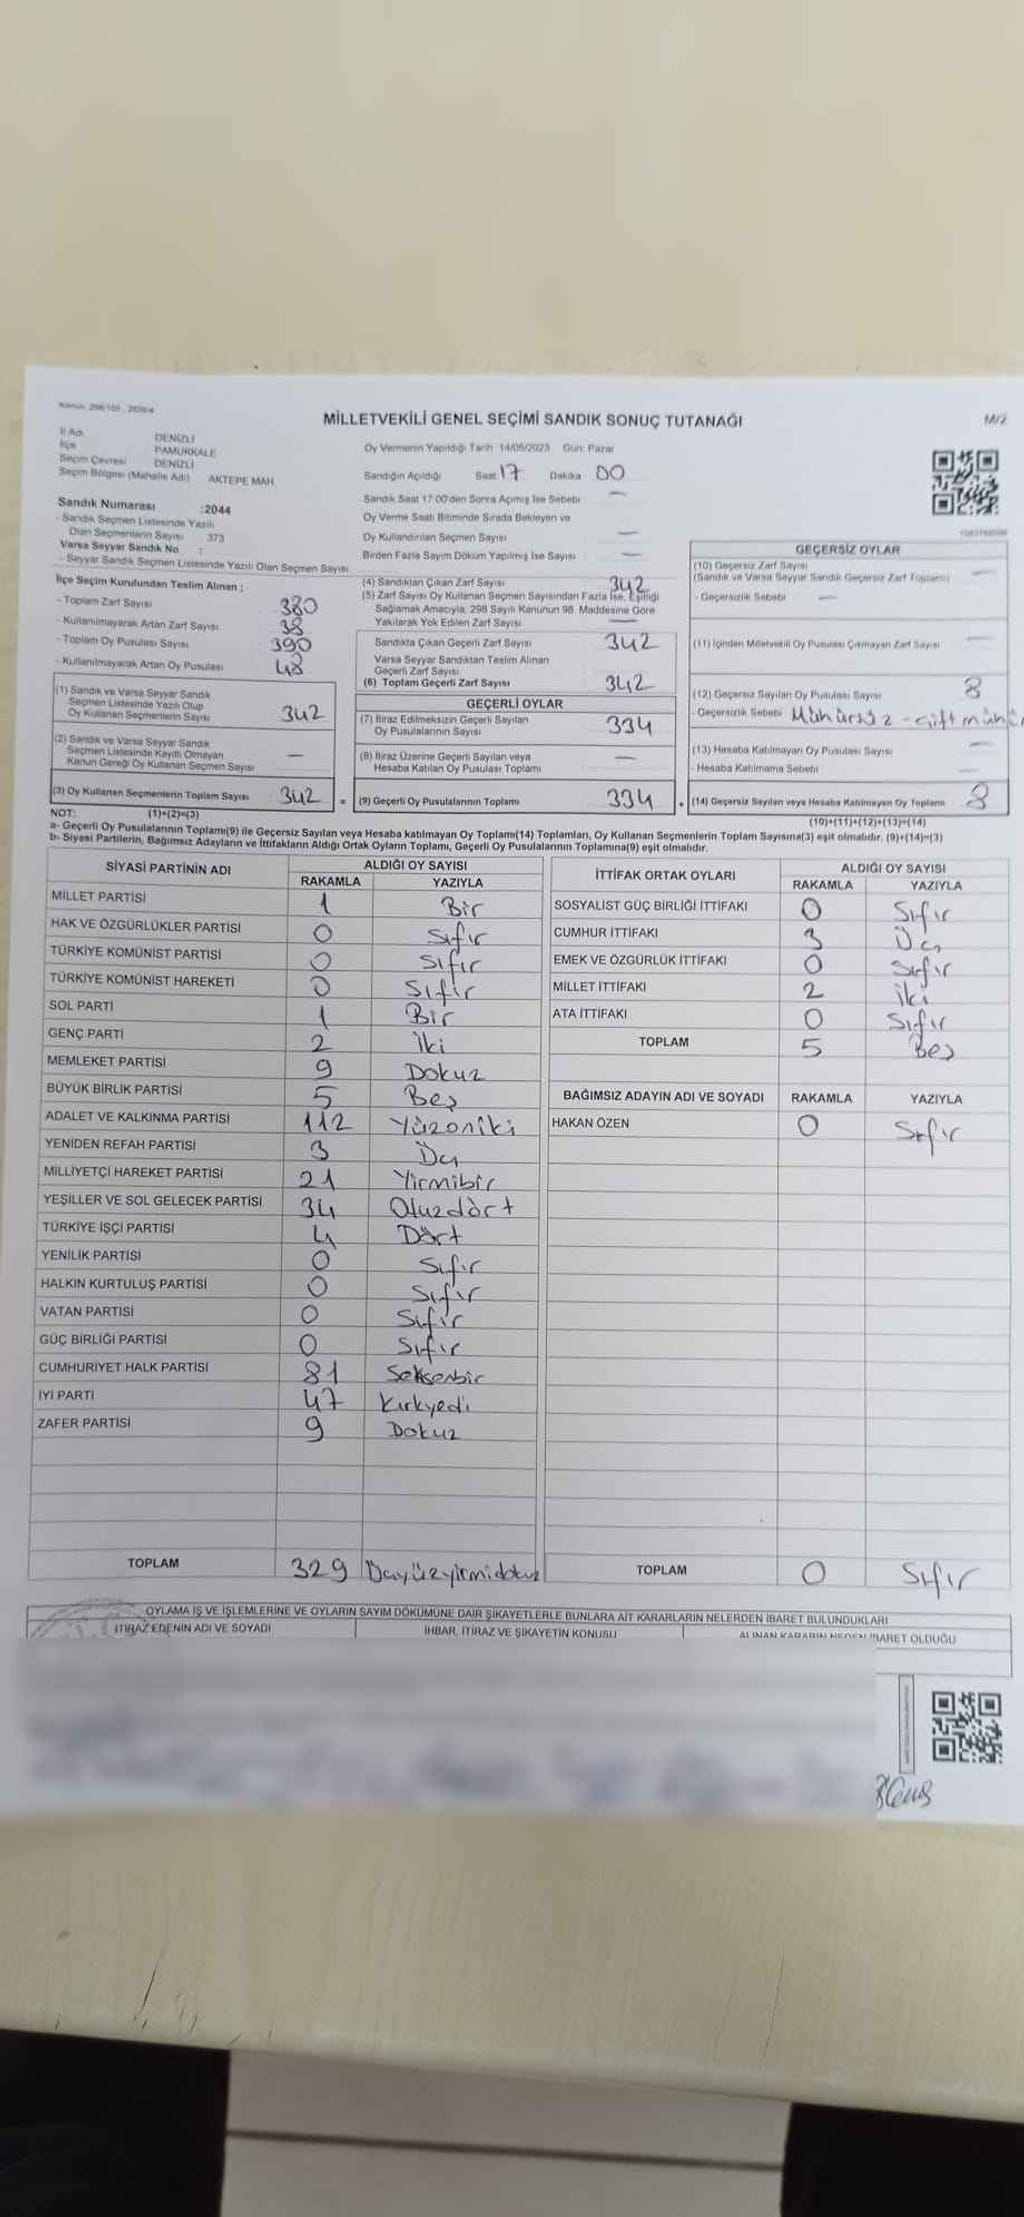 Kanun: 298/105
MİLLETVEKİLİ GENEL SEÇİMİ SANDIK SONUÇ TUTANAĞI
M/2
İl Adı DENİZLİ
İlçe PAMUKKALE
Seçim Çevresi DENİZLİ
Seçim Bölgesi (Mahalle Adı) AKTEPE MAH.
Oy Vermenin Yapıldığı Tarih 14/05/2023 Gün: Pazar
Sandığın Açıldığı Saat: 17 Dakika 00
Sandık Saat 17:00'den Sonra Açımış İse Sebebi —
Oy Verme Saati Bitiminde Sırada Bekleyen ve
Oy Kullandırılan Seçmen Sayısı —
Birden Fazla Sayım Döküm Yapılmış İse Sayısı —
Sandık Numarası :2044
- Sandık Seçmen Listesinde Yazılı
Olan Seçmenlerin Sayısı 373
Varsa Seyyar Sandık No :
- Seyyar Sandık Seçmen Listesinde Yazılı Olan Seçmen Sayısı
İlçe Seçim Kurulundan Teslim Alınan :
- Toplam Zarf Sayısı 380
- Kullanılmayarak Artan Zarf Sayısı 38
- Toplam Oy Pusulası Sayısı 390
- Kullanılmayarak Artan Oy Pusulası 48
(1) Sandık ve Varsa Seyyar Sandık
Seçmen Listesinde Yazılı Olup
Oy Kullanan Seçmenlerin Sayısı 342
(2) Sandık ve Varsa Seyyar Sandık
Seçmen Listesinde Kayıtlı Olmayan
Kanun Gereği Oy Kullanan Seçmen Sayısı —
(3) Oy Kullanan Seçmenlerin Toplam Sayısı 342 =
(4) Sandıktan Çıkan Zarf Sayısı 342
(5) Zarf Sayısı Oy Kullanan Seçmen Sayısından Fazla İse, Eşitliği
Sağlamak Amacıyla, 298 Sayılı Kanunun 98. Maddesine Göre
Yakılarak Yok Edilen Zarf Sayısı —
Sandıkta Çıkan Geçerli Zarf Sayısı 342
Varsa Seyyar Sandıktan Teslim Alınan
Geçerli Zarf Sayısı
(6) Toplam Geçerli Zarf Sayısı 342
GEÇERLİ OYLAR
(7) İtiraz Edilmeksizin Geçerli Sayılan
Oy Pusulalarının Sayısı 334
(8) İtiraz Üzerine Geçerli Sayılan veya
Hesaba Katılan Oy Pusulası Toplamı —
(9) Geçerli Oy Pusulalarının Toplamı 334 +
GEÇERSİZ OYLAR
(10) Geçersiz Zarf Sayısı
(Sandık ve Varsa Seyyar Sandık Geçersiz Zarf Toplamı) —
- Geçersizlik Sebebi —
(11) İçinden Milletvekili Oy Pusulası Çıkmayan Zarf Sayısı —
(12) Geçersiz Sayılan Oy Pusulası Sayısı 8
- Geçersizlik Sebebi Mühürsüz - çift mühür
(13) Hesaba Katılmayan Oy Pusulası Sayısı —
- Hesaba Katılmama Sebebi —
(14) Geçersiz Sayılan veya Hesaba Katılmayan Oy Toplamı 8
NOT: (1)+(2)=(3) (10)+(11)+(12)+(13)=(14)
a- Geçerli Oy Pusulalarının Toplamı(9) ile Geçersiz Sayılan veya Hesaba katılmayan Oy Toplamı(14) Toplamları, Oy Kullanan Seçmenlerin Toplam Sayısına(3) eşit olmalıdır. (9)+(14)=(3)
b- Siyasi Partilerin, Bağımsız Adayların ve İttifakların Aldığı Ortak Oyların Toplamı, Geçerli Oy Pusulalarının Toplamına(9) eşit olmalıdır.
SİYASİ PARTİNİN ADI ALDIĞI OY SAYISI
RAKAMLA YAZIYLA
MİLLET PARTİSİ 1 Bir
HAK VE ÖZGÜRLÜKLER PARTİSİ 0 Sıfır
TÜRKİYE KOMÜNİST PARTİSİ 0 Sıfır
TÜRKİYE KOMÜNİST HAREKETİ 0 Sıfır
SOL PARTİ 1 Bir
GENÇ PARTİ 2 İki
MEMLEKET PARTİSİ 9 Dokuz
BÜYÜK BİRLİK PARTİSİ 5 Beş
ADALET VE KALKINMA PARTİSİ 112 Yüzoniki
YENİDEN REFAH PARTİSİ 3 Üç
MİLLİYETÇİ HAREKET PARTİSİ 21 Yirmibir
YEŞİLLER VE SOL GELECEK PARTİSİ 34 Otuzdört
TÜRKİYE İŞÇİ PARTİSİ 4 Dört
YENİLİK PARTİSİ 0 Sıfır
HALKIN KURTULUŞ PARTİSİ 0 Sıfır
VATAN PARTİSİ 0 Sıfır
GÜÇ BİRLİĞİ PARTİSİ 0 Sıfır
CUMHURİYET HALK PARTİSİ 81 Seksenbir
İYİ PARTİ 47 Kırkyedi
ZAFER PARTİSİ 9 Dokuz
TOPLAM 329 Üçyüzyirmidokuz
İTTİFAK ORTAK OYLARI ALDIĞI OY SAYISI
RAKAMLA YAZIYLA
SOSYALİST GÜÇ BİRLİĞİ İTTİFAKI 0 Sıfır
CUMHUR İTTİFAKI 3 Üç
EMEK VE ÖZGÜRLÜK İTTİFAKI 0 Sıfır
MİLLET İTTİFAKI 2 İki
ATA İTTİFAKI 0 Sıfır
TOPLAM 5 Beş
BAĞIMSIZ ADAYIN ADI VE SOYADI RAKAMLA YAZIYLA
HAKAN ÖZEN 0 Sıfır
TOPLAM 0 Sıfır
OYLAMA İŞ VE İŞLEMLERİNE VE OYLARIN SAYIM DÖKÜMÜNE DAİR ŞİKAYETLERLE BUNLARA AİT KARARLARIN NELERDEN İBARET BULUNDUKLARI
İTİRAZ EDENİN ADI VE SOYADI
İHBAR, İTİRAZ VE ŞİKAYETİN KONUSU
ALINAN KARARIN NEDEN İBARET OLDUĞU